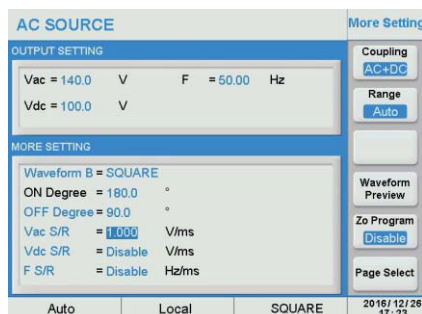 AC SOURCE
More Setting
OUTPUT SETTING
Vac = 140.0 V F = 50.00 Hz
Vdc = 100.0 V
MORE SETTING
Waveform B = SQUARE
ON Degree = 180.0 °
OFF Degree = 90.0 °
Vac S/R = 1.000 V/ms
Vdc S/R = Disable V/ms
F S/R = Disable Hz/ms
Coupling
AC+DC
Range
Auto
Waveform
Preview
Zo Program
Disable
Page Select
Auto Local SQUARE 2016/12/26
17:23